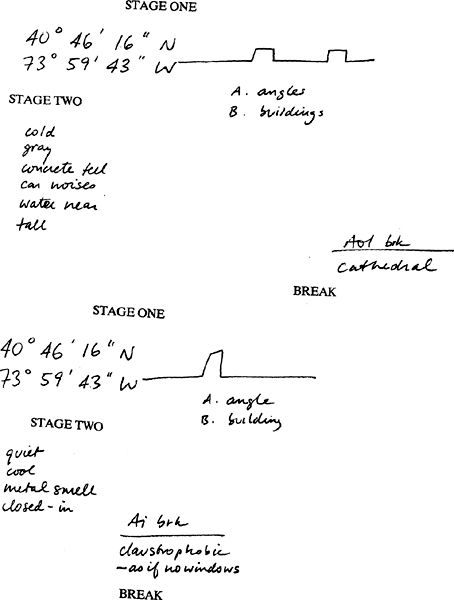 STAGE ONE
40° 46' 16" N
73° 59' 43" W
A. angles
B. buildings
STAGE TWO
cold
gray
concrete feel
car noises
water near
tall
Aol brk
cathedral
BREAK
STAGE ONE
40° 46' 16" N
73° 59' 43" W
A. angle
B. building
STAGE TWO
quiet
cool
metal smell
closed-in
Ai brk
claustrophobic
-as if no windows
BREAK